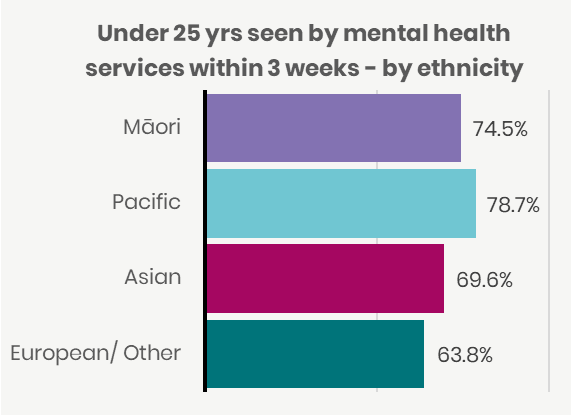 Under 25 yrs seen by mental health
services within 3 weeks - by ethnicity
Māori
74.5%
Pacific
78.7%
Asian
69.6%
European/ Other
63.8%